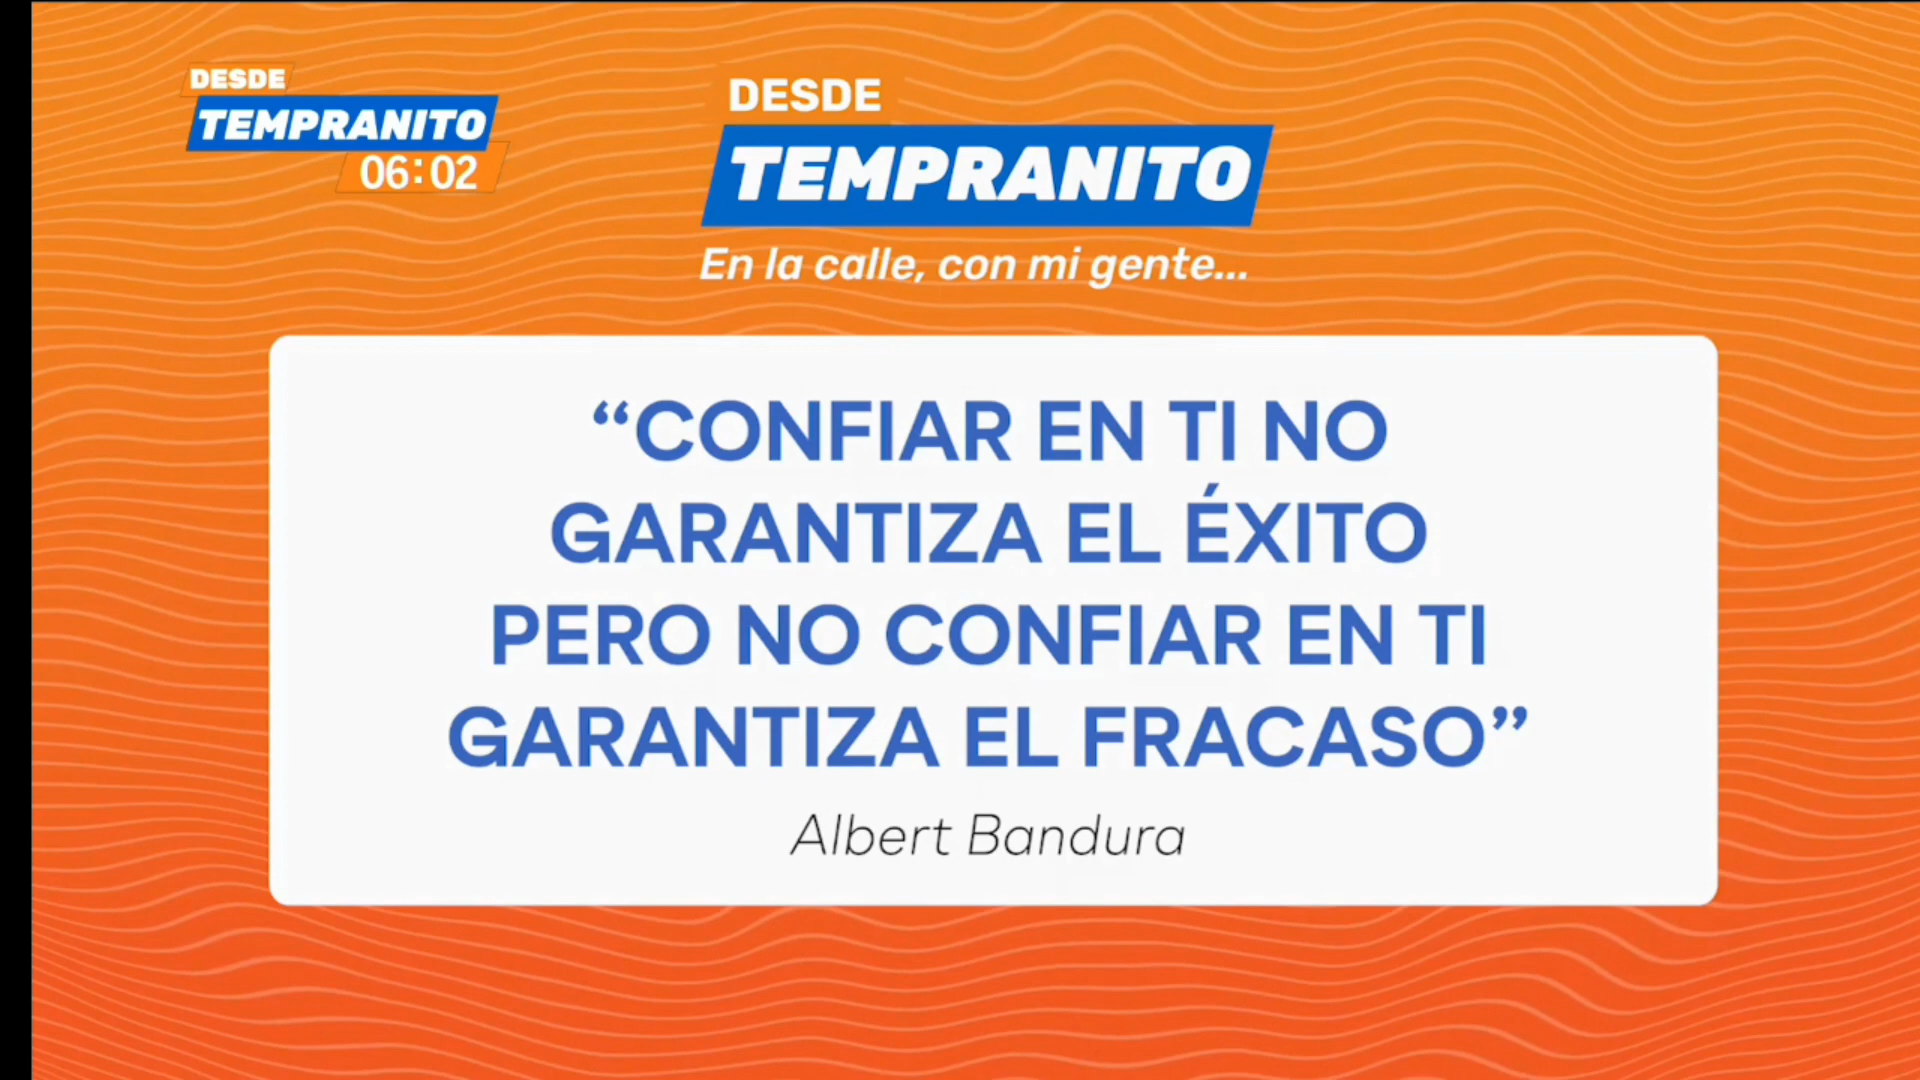 DESDE
TEMPRANITO
06:02
DESDE
TEMPRANITO
En la calle, con mi gente...
“CONFIAR EN TI NO
GARANTIZA EL ÉXITO
PERO NO CONFIAR EN TI
GARANTIZA EL FRACASO”
Albert Bandura